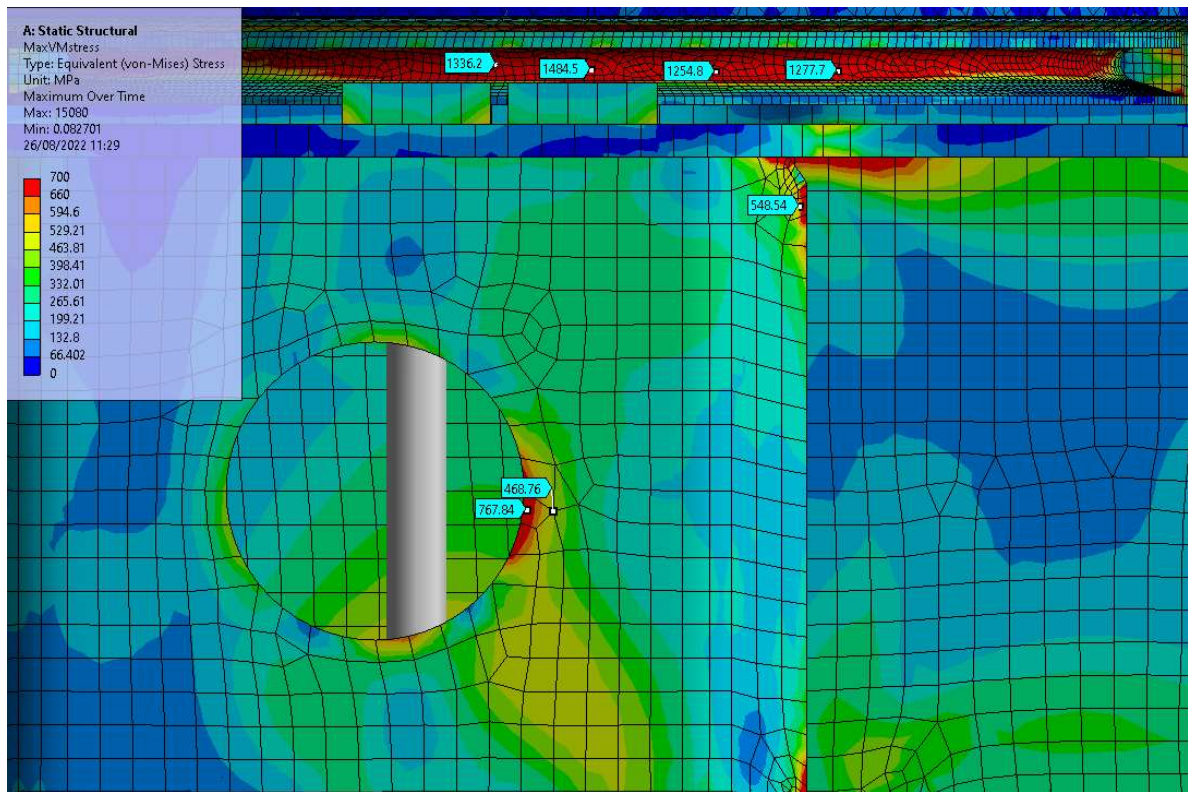 A: Static Structural
MaxVMstress
Type: Equivalent (von-Mises) Stress
Unit: MPa
Maximum Over Time
Max: 15080
Min: 0.082701
26/08/2022 11:29
700
660
594.6
529.21
463.81
398.41
332.01
265.61
199.21
132.8
66.402
0
1336.2
1484.5
1254.8
1277.7
548.54
468.76
767.84